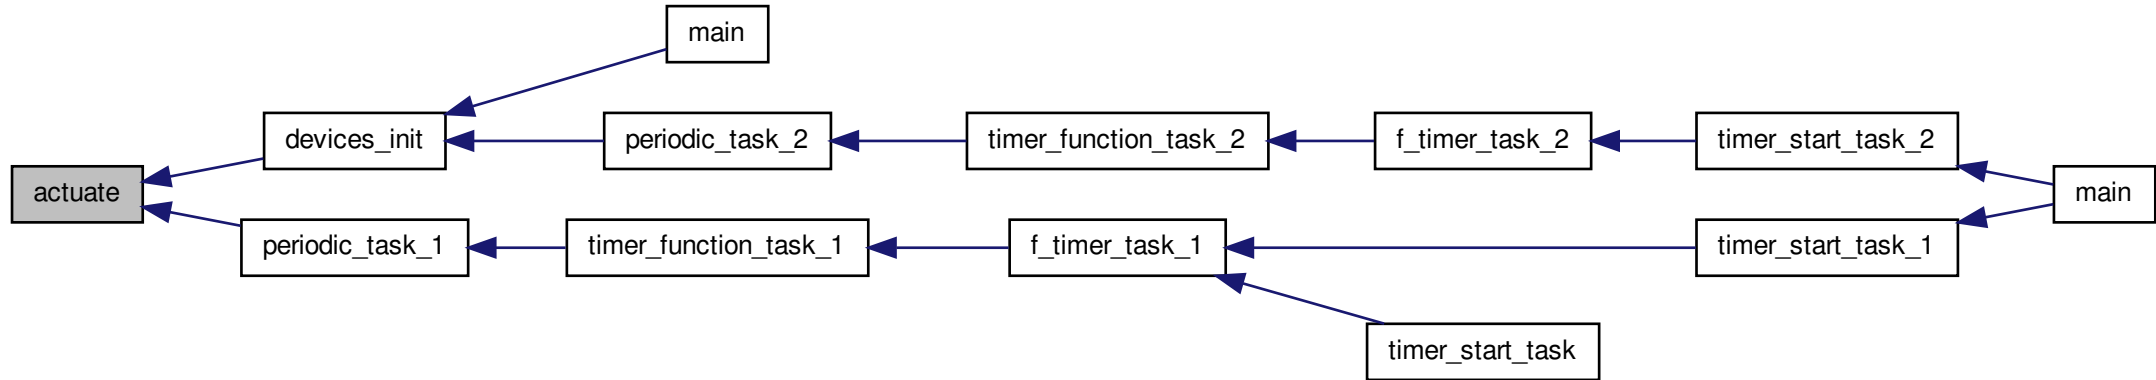 main
devices_init
periodic_task_2
timer_function_task_2
f_timer_task_2
timer_start_task_2
actuate
main
periodic_task_1
timer_function_task_1
f_timer_task_1
timer_start_task_1
timer_start_task